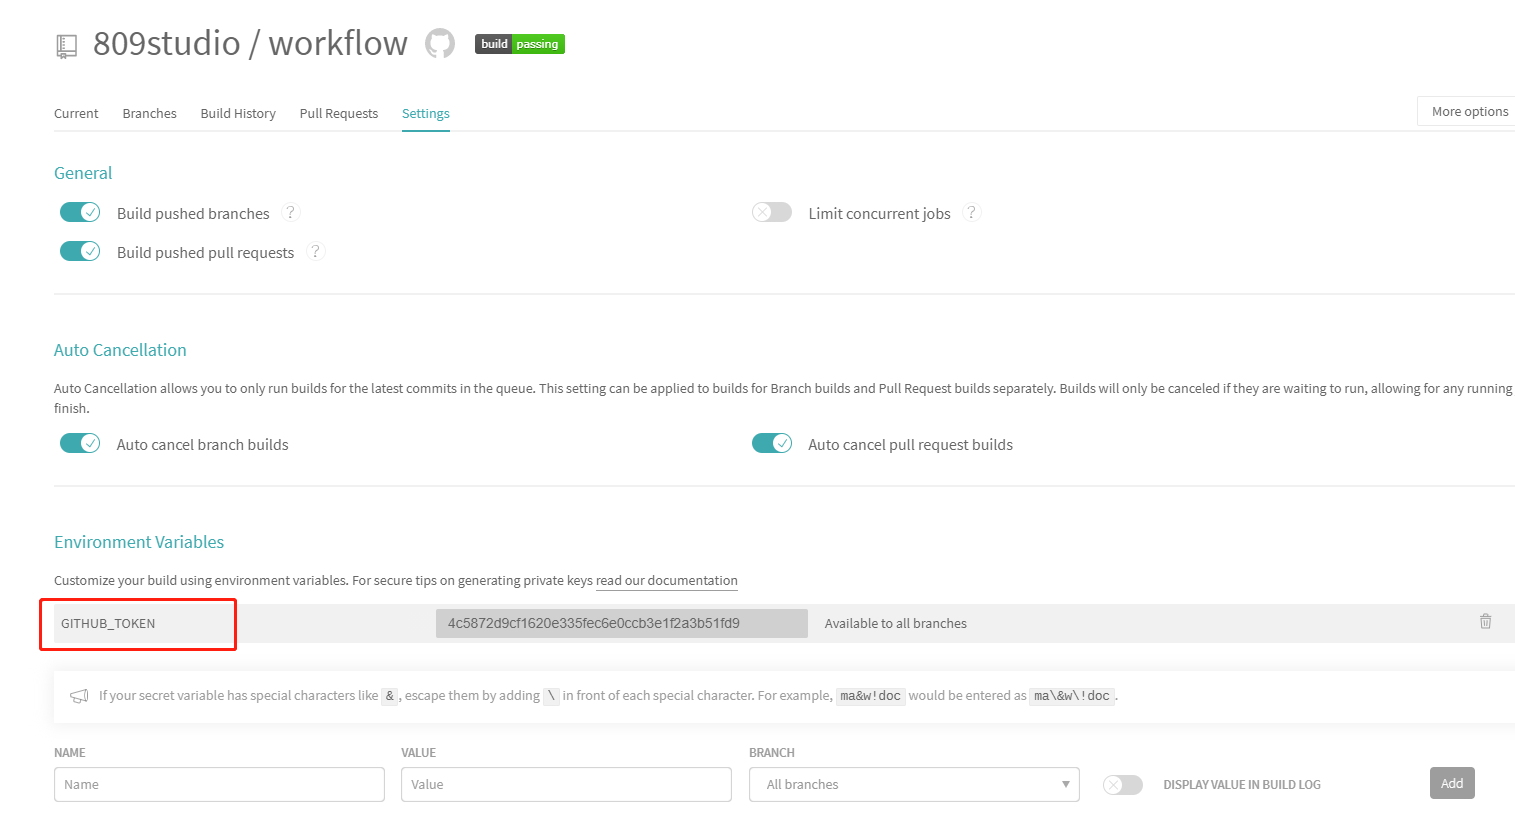 809studio / workflow build passing
Current Branches Build History Pull Requests Settings More options
General
Build pushed branches ? Limit concurrent jobs ?
Build pushed pull requests ?
Auto Cancellation
Auto Cancellation allows you to only run builds for the latest commits in the queue. This setting can be applied to builds for Branch builds and Pull Request builds separately. Builds will only be canceled if they are waiting to run, allowing for any running
finish.
Auto cancel branch builds Auto cancel pull request builds
Environment Variables
Customize your build using environment variables. For secure tips on generating private keys read our documentation
GITHUB_TOKEN 4c5872d9cf1620e335fec6e0ccb3e1f2a3b51fd9 Available to all branches
If your secret variable has special characters like &, escape them by adding \ in front of each special character. For example, ma&w!doc would be entered as ma\&w\!doc.
NAME VALUE BRANCH
Name Value All branches DISPLAY VALUE IN BUILD LOG Add